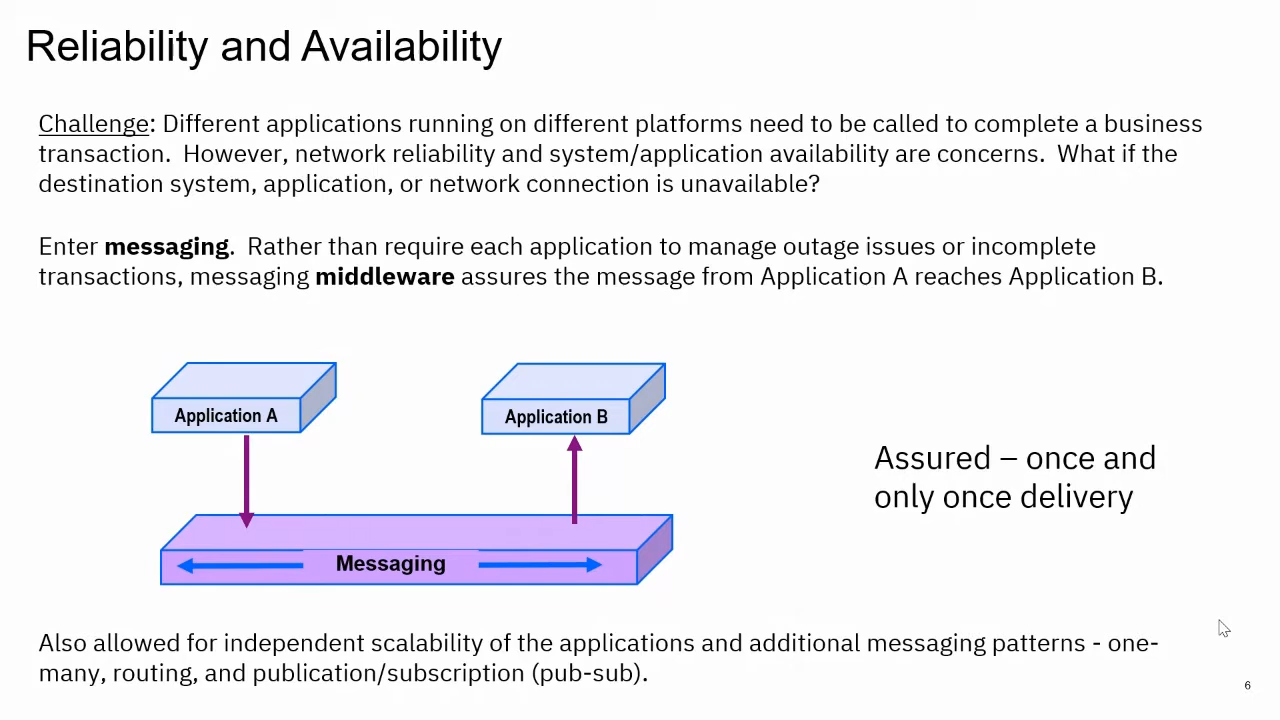 Reliability and Availability
Challenge: Different applications running on different platforms need to be called to complete a business
transaction.  However, network reliability and system/application availability are concerns.  What if the
destination system, application, or network connection is unavailable?
Enter messaging.  Rather than require each application to manage outage issues or incomplete
transactions, messaging middleware assures the message from Application A reaches Application B.
Application A
Application B
Assured – once and
only once delivery
Messaging
Also allowed for independent scalability of the applications and additional messaging patterns - one-
many, routing, and publication/subscription (pub-sub).
6